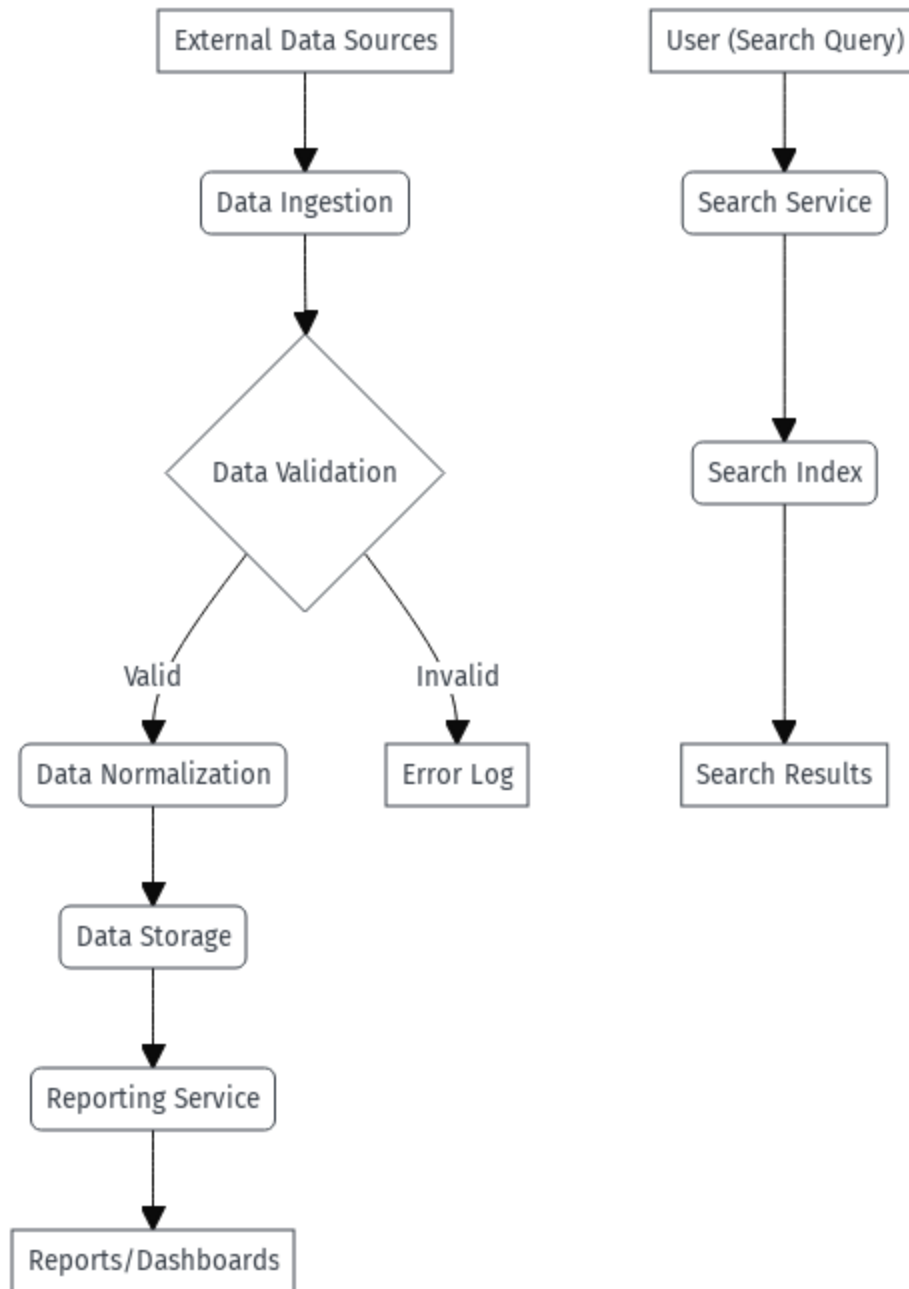 External Data Sources
User (Search Query)
Data Ingestion
Search Service
Data Validation
Search Index
Valid
Invalid
Data Normalization
Error Log
Search Results
Data Storage
Reporting Service
Reports/Dashboards